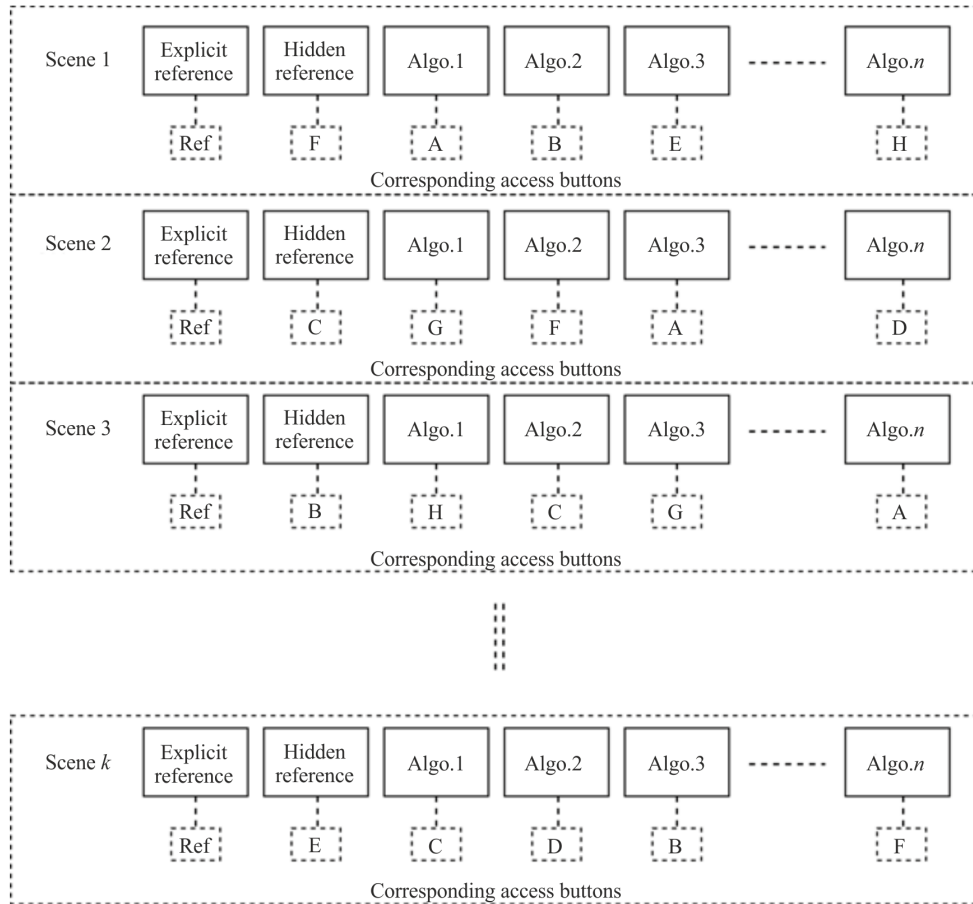 Scene 1
Explicit reference
Hidden reference
Algo.1
Algo.2
Algo.3
Algo.n
Ref
F
A
B
E
H
Corresponding access buttons
Scene 2
Explicit reference
Hidden reference
Algo.1
Algo.2
Algo.3
Algo.n
Ref
C
G
F
A
D
Corresponding access buttons
Scene 3
Explicit reference
Hidden reference
Algo.1
Algo.2
Algo.3
Algo.n
Ref
B
H
C
G
A
Corresponding access buttons
Scene k
Explicit reference
Hidden reference
Algo.1
Algo.2
Algo.3
Algo.n
Ref
E
C
D
B
F
Corresponding access buttons